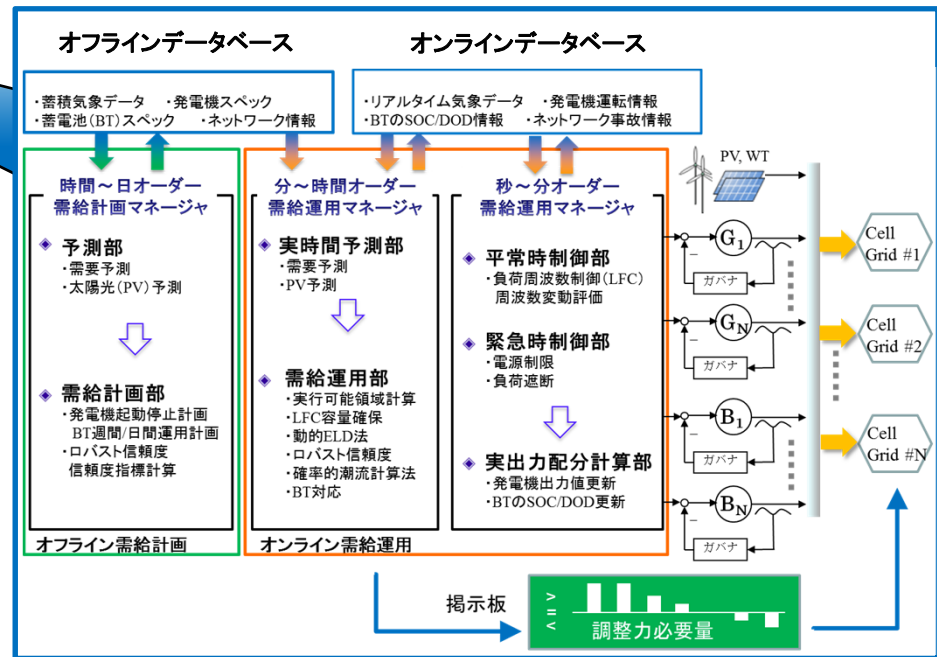 オフラインデータベース
オンラインデータベース
・蓄積気象データ ・発電機スペック
・蓄電池(BT)スペック ・ネットワーク情報
・リアルタイム気象データ ・発電機運転情報
・BTのSOC/DOD情報 ・ネットワーク事故情報
時間～日オーダー
需給計画マネージャ
予測部
・需要予測
・太陽光(PV)予測
需給計画部
・発電機起動停止計画
BT週間/日間運用計画
・ロバスト信頼度
信頼度指標計算
オフライン需給計画
分～時間オーダー
需給運用マネージャ
実時間予測部
・需要予測
・PV予測
需給運用部
・実行可能領域計算
・LFC容量確保
・動的ELD法
・ロバスト信頼度
・確率的潮流計算法
・BT対応
オンライン需給運用
秒～分オーダー
需給運用マネージャ
平常時制御部
・負荷周波数制御(LFC)
周波数変動評価
緊急時制御部
・電源制限
・負荷遮断
実出力配分計算部
・発電機出力値更新
・BTのSOC/DOD更新
PV, WT
G1
－
ガバナ
GN
－
ガバナ
B1
－
ガバナ
BN
－
ガバナ
Cell
Grid #1
Cell
Grid #2
Cell
Grid #N
掲示板
>
=
<
調整力必要量